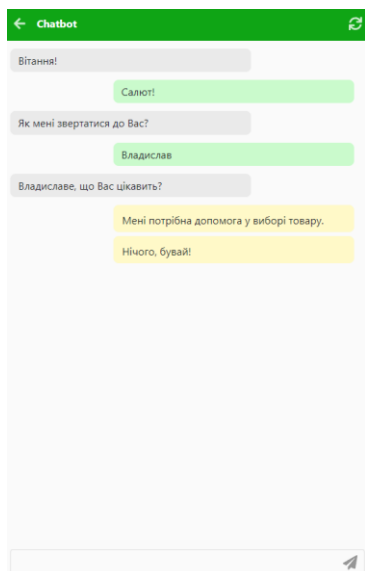 Chatbot
Вітання!
Салют!
Як мені звертатися до Вас?
Владислав
Владиславе, що Вас цікавить?
Мені потрібна допомога у виборі товару.
Нічого, бувай!